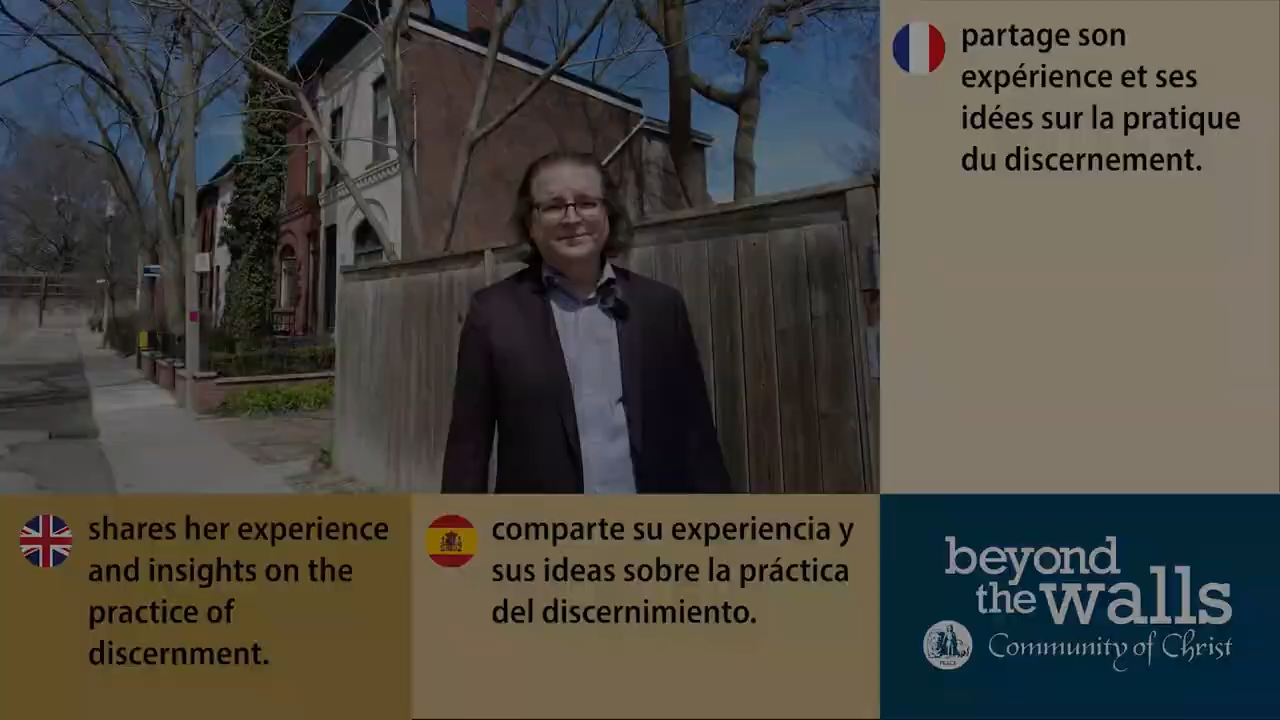 partage son
expérience et ses
idées sur la pratique
du discernement.
shares her experience
and insights on the
practice of
discernment.
comparte su experiencia y
sus ideas sobre la práctica
del discernimiento.
beyond
the walls
Community of Christ
PEACE